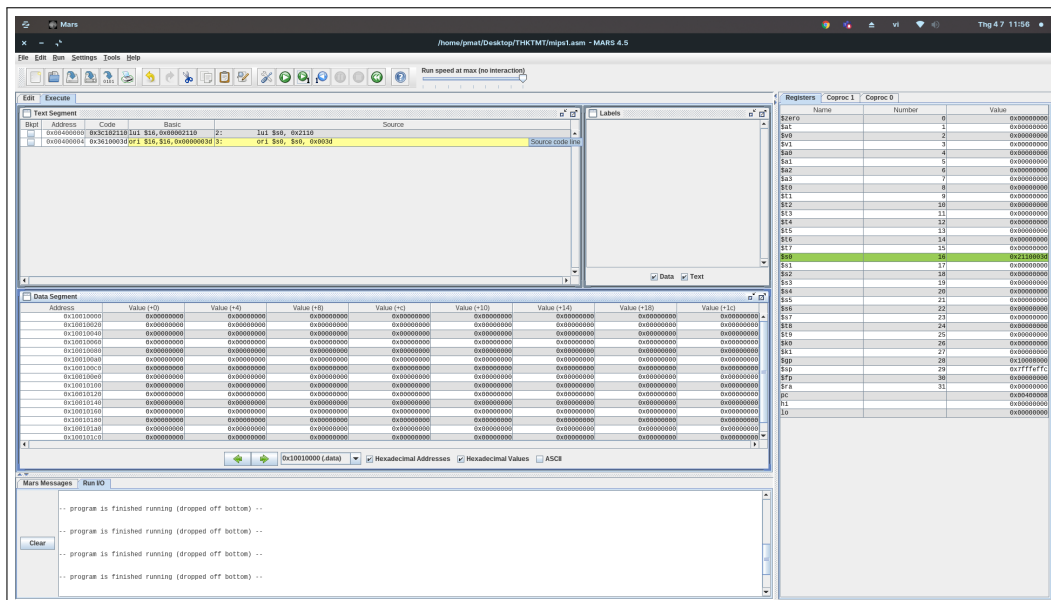 Mars
vi
Thg 4 7 11:56
/home/pmat/Desktop/THKTMT/mips1.asm - MARS 4.5
File Edit Run Settings Tools Help
Run speed at max (no interaction)
Edit Execute
Text Segment
Bkpt Address Code Basic Source
0x00400000 0x3c102110 lui $16,0x00002110 2: lui $s0, 0x2110
0x00400004 0x3610003d ori $16,$16,0x0000003d 3: ori $s0, $s0, 0x003d
Source code line
Labels
Data Text
Data Segment
Address Value (+0) Value (+4) Value (+8) Value (+c) Value (+10) Value (+14) Value (+18) Value (+1c)
0x10010000 0x00000000 0x00000000 0x00000000 0x00000000 0x00000000 0x00000000 0x00000000 0x00000000
0x10010020 0x00000000 0x00000000 0x00000000 0x00000000 0x00000000 0x00000000 0x00000000 0x00000000
0x10010040 0x00000000 0x00000000 0x00000000 0x00000000 0x00000000 0x00000000 0x00000000 0x00000000
0x10010060 0x00000000 0x00000000 0x00000000 0x00000000 0x00000000 0x00000000 0x00000000 0x00000000
0x10010080 0x00000000 0x00000000 0x00000000 0x00000000 0x00000000 0x00000000 0x00000000 0x00000000
0x100100a0 0x00000000 0x00000000 0x00000000 0x00000000 0x00000000 0x00000000 0x00000000 0x00000000
0x100100c0 0x00000000 0x00000000 0x00000000 0x00000000 0x00000000 0x00000000 0x00000000 0x00000000
0x100100e0 0x00000000 0x00000000 0x00000000 0x00000000 0x00000000 0x00000000 0x00000000 0x00000000
0x10010100 0x00000000 0x00000000 0x00000000 0x00000000 0x00000000 0x00000000 0x00000000 0x00000000
0x10010120 0x00000000 0x00000000 0x00000000 0x00000000 0x00000000 0x00000000 0x00000000 0x00000000
0x10010140 0x00000000 0x00000000 0x00000000 0x00000000 0x00000000 0x00000000 0x00000000 0x00000000
0x10010160 0x00000000 0x00000000 0x00000000 0x00000000 0x00000000 0x00000000 0x00000000 0x00000000
0x10010180 0x00000000 0x00000000 0x00000000 0x00000000 0x00000000 0x00000000 0x00000000 0x00000000
0x100101a0 0x00000000 0x00000000 0x00000000 0x00000000 0x00000000 0x00000000 0x00000000 0x00000000
0x100101c0 0x00000000 0x00000000 0x00000000 0x00000000 0x00000000 0x00000000 0x00000000 0x00000000
0x10010000 (.data) Hexadecimal Addresses Hexadecimal Values ASCII
Mars Messages Run I/O
-- program is finished running (dropped off bottom) --
-- program is finished running (dropped off bottom) --
-- program is finished running (dropped off bottom) --
-- program is finished running (dropped off bottom) --
Clear
Registers Coproc 1 Coproc 0
Name Number Value
$zero 0 0x00000000
$at 1 0x00000000
$v0 2 0x00000000
$v1 3 0x00000000
$a0 4 0x00000000
$a1 5 0x00000000
$a2 6 0x00000000
$a3 7 0x00000000
$t0 8 0x00000000
$t1 9 0x00000000
$t2 10 0x00000000
$t3 11 0x00000000
$t4 12 0x00000000
$t5 13 0x00000000
$t6 14 0x00000000
$t7 15 0x00000000
$s0 16 0x2110003d
$s1 17 0x00000000
$s2 18 0x00000000
$s3 19 0x00000000
$s4 20 0x00000000
$s5 21 0x00000000
$s6 22 0x00000000
$s7 23 0x00000000
$t8 24 0x00000000
$t9 25 0x00000000
$k0 26 0x00000000
$k1 27 0x00000000
$gp 28 0x10008000
$sp 29 0x7fffeffc
$fp 30 0x00000000
$ra 31 0x00000000
pc 0x00400008
hi 0x00000000
lo 0x00000000